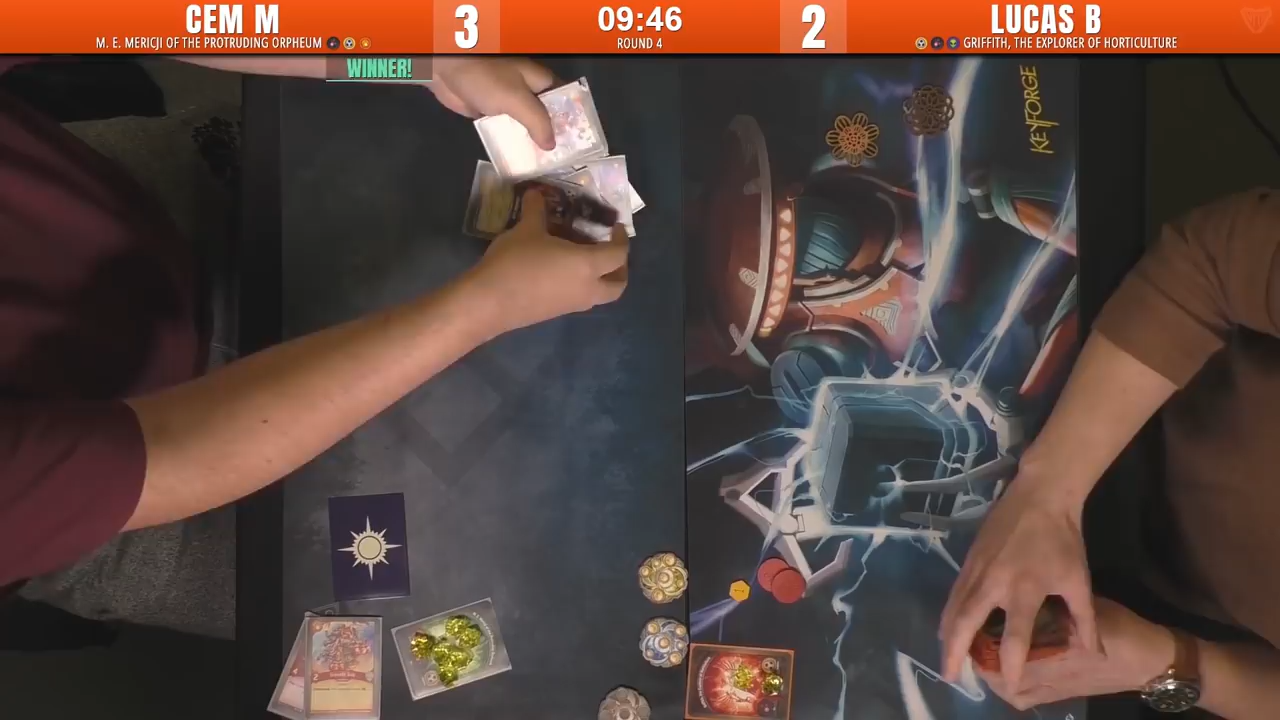 CEM M
M. E. MERICJI OF THE PROTRUDING ORPHEUM
3
09:46
ROUND 4
2
LUCAS B
GRIFFITH, THE EXPLORER OF HORTICULTURE
WINNER!
KEYFORGE